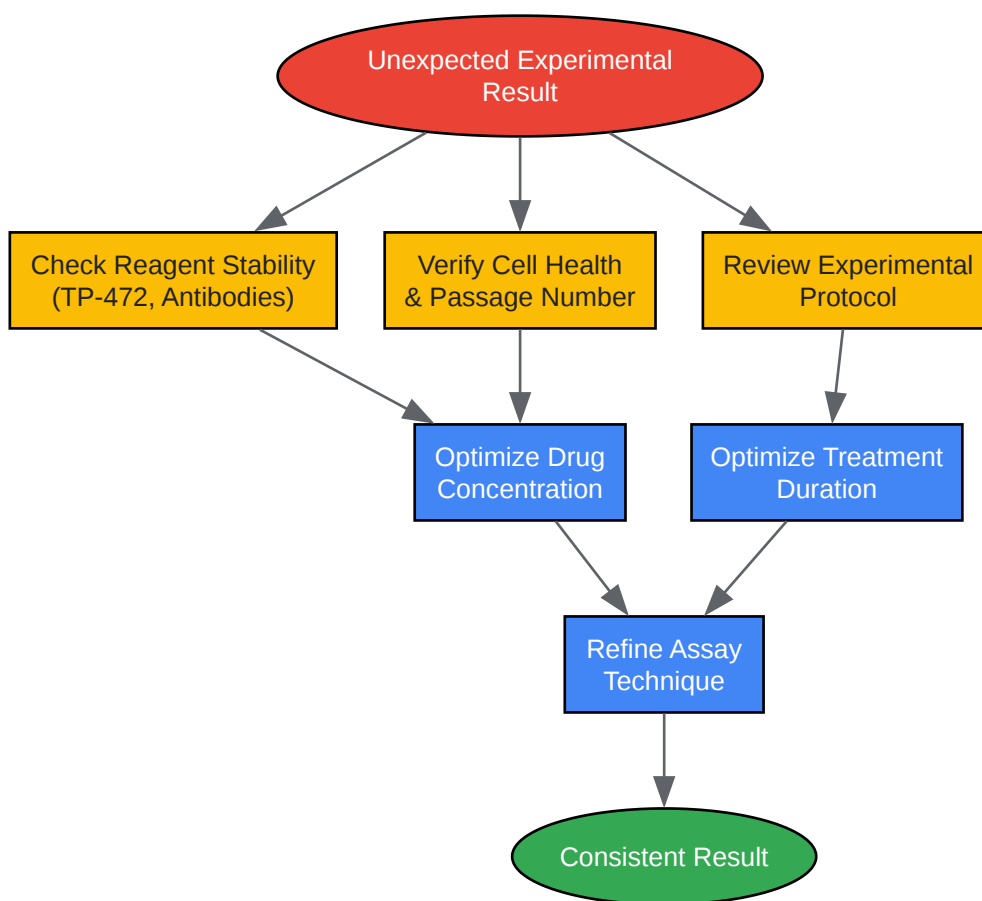 Unexpected Experimental
Result
Check Reagent Stability
(TP-472, Antibodies)
Verify Cell Health
& Passage Number
Review Experimental
Protocol
Optimize Drug
Concentration
Optimize Treatment
Duration
Refine Assay
Technique
Consistent Result